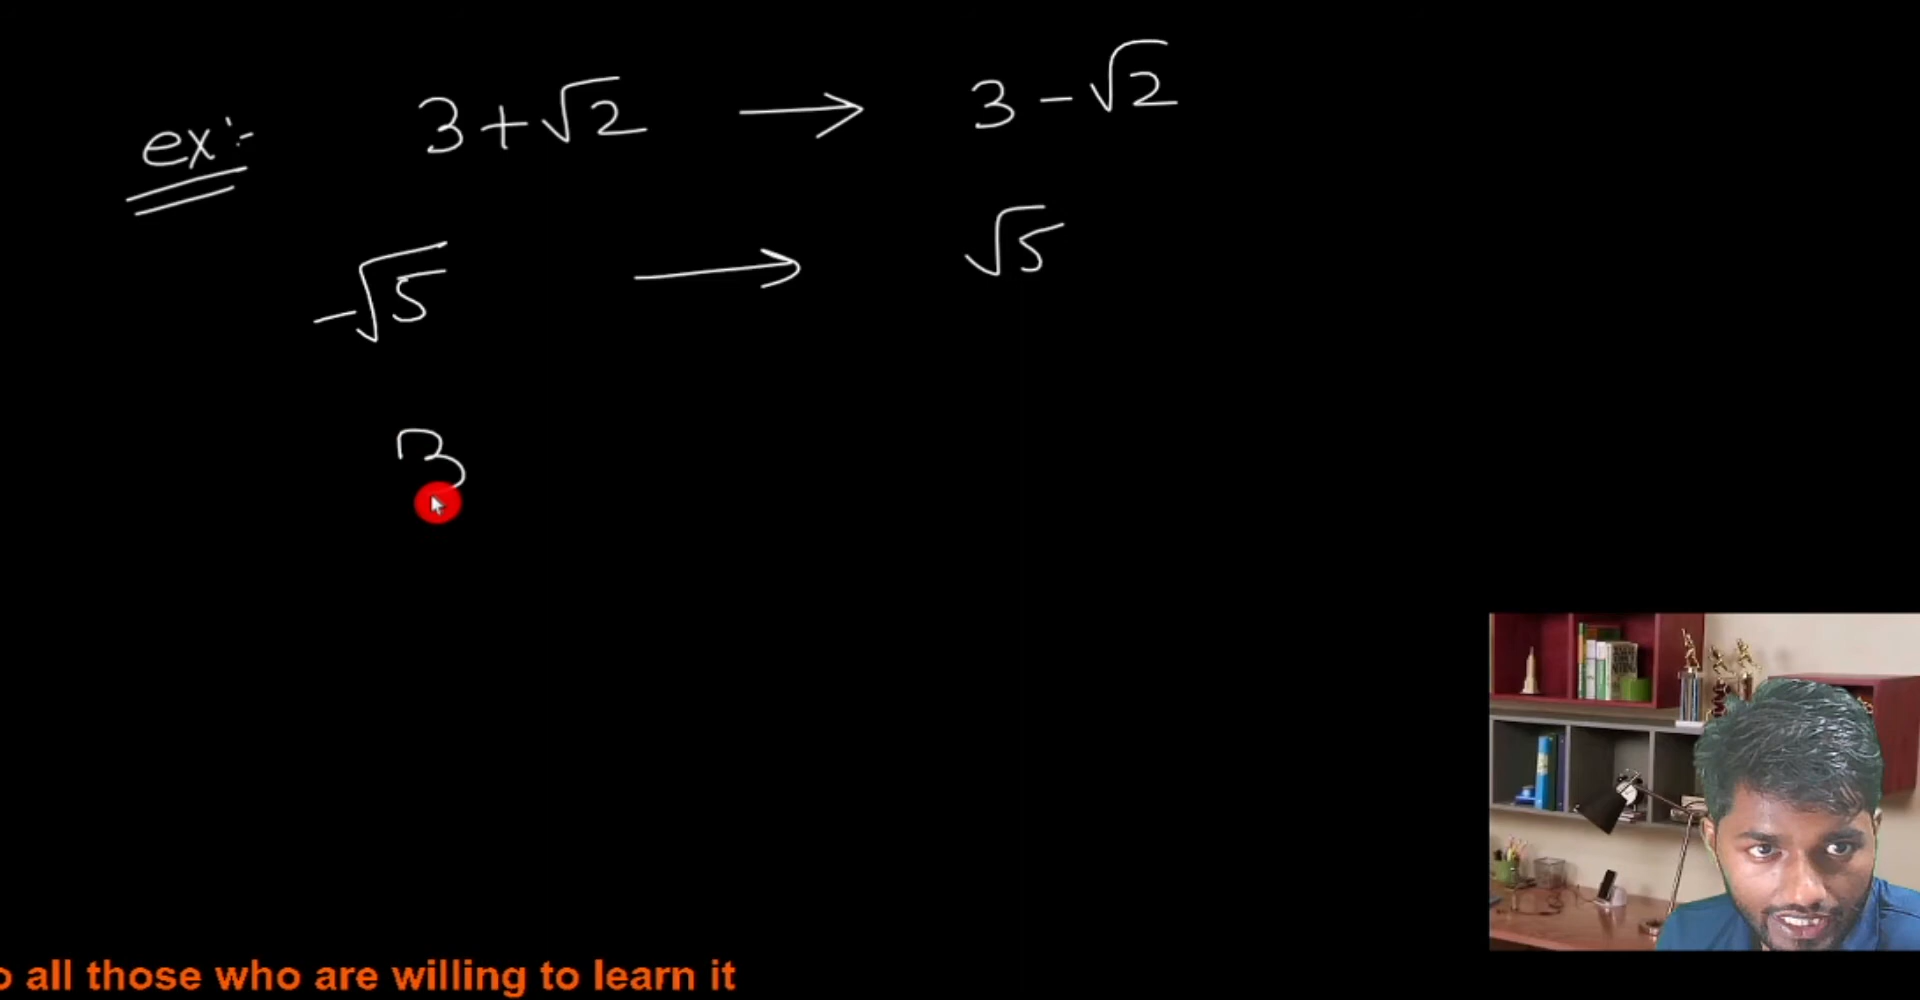 ex:- 3+√2 → 3-√2
-√5 → √5
3
all those who are willing to learn it